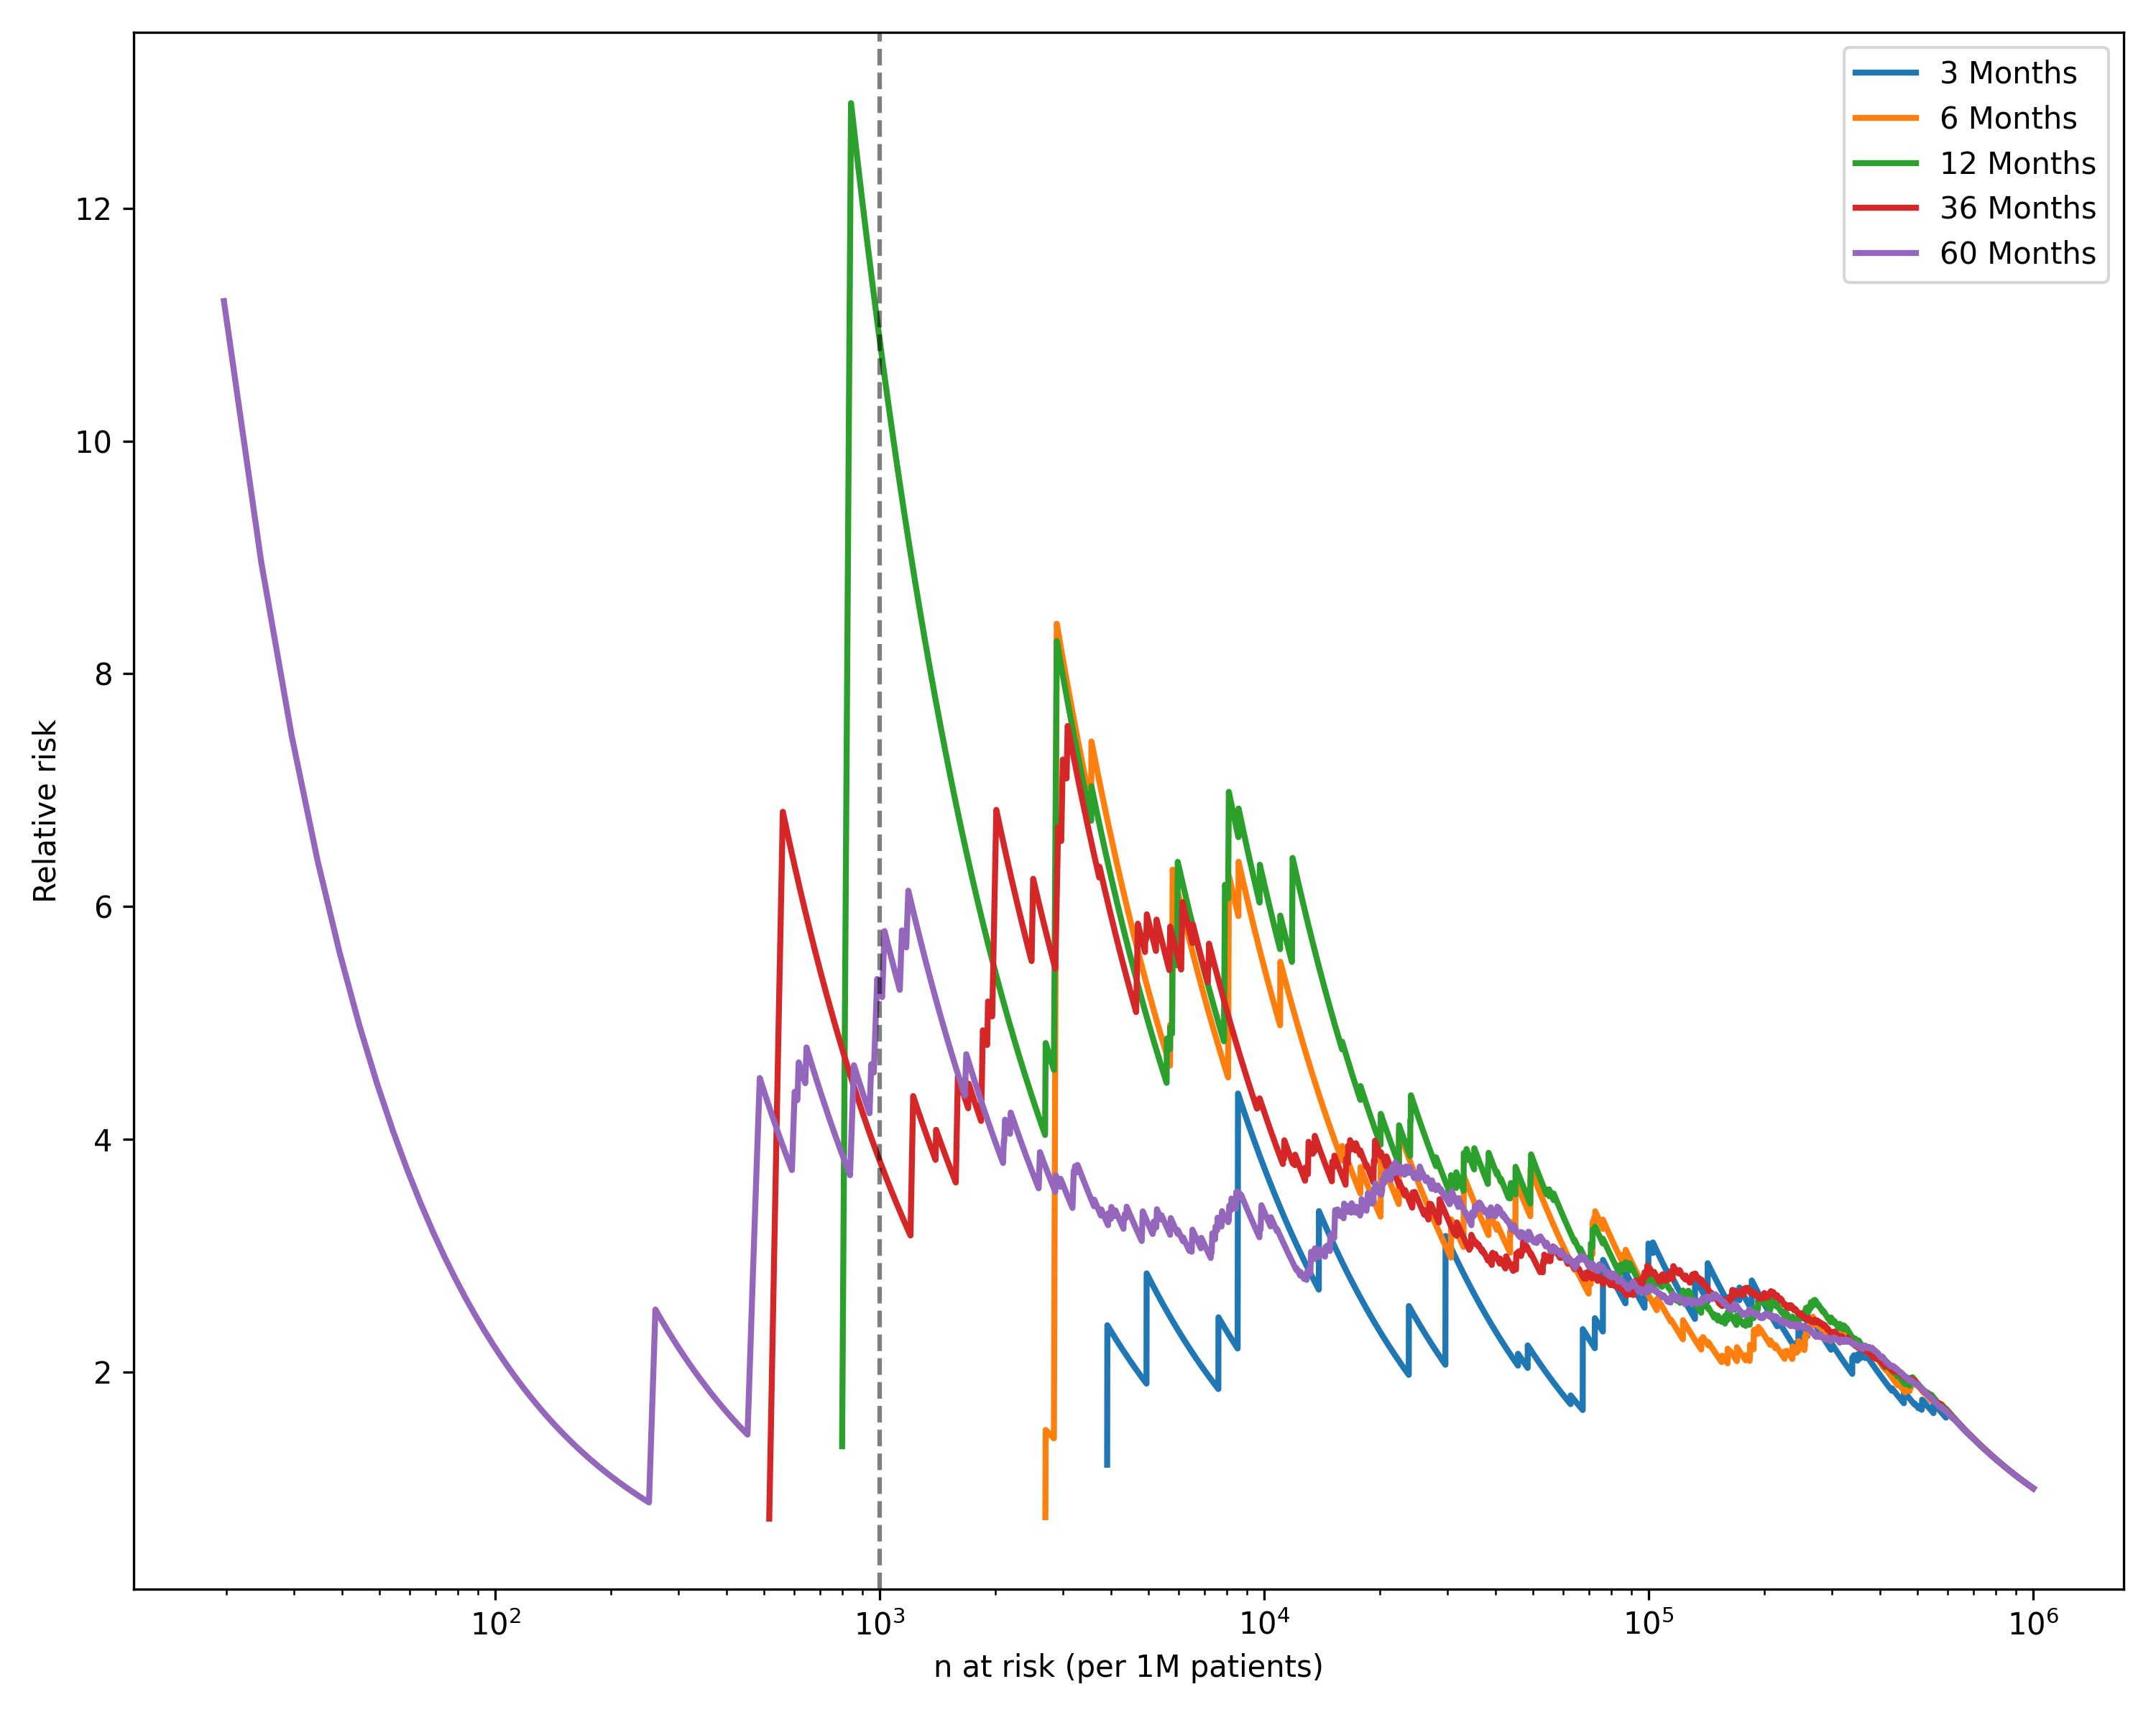 3 Months
6 Months
12 Months
36 Months
60 Months
12
10
8
6
4
2
Relative risk
10² 10³ 10⁴ 10⁵ 10⁶
n at risk (per 1M patients)